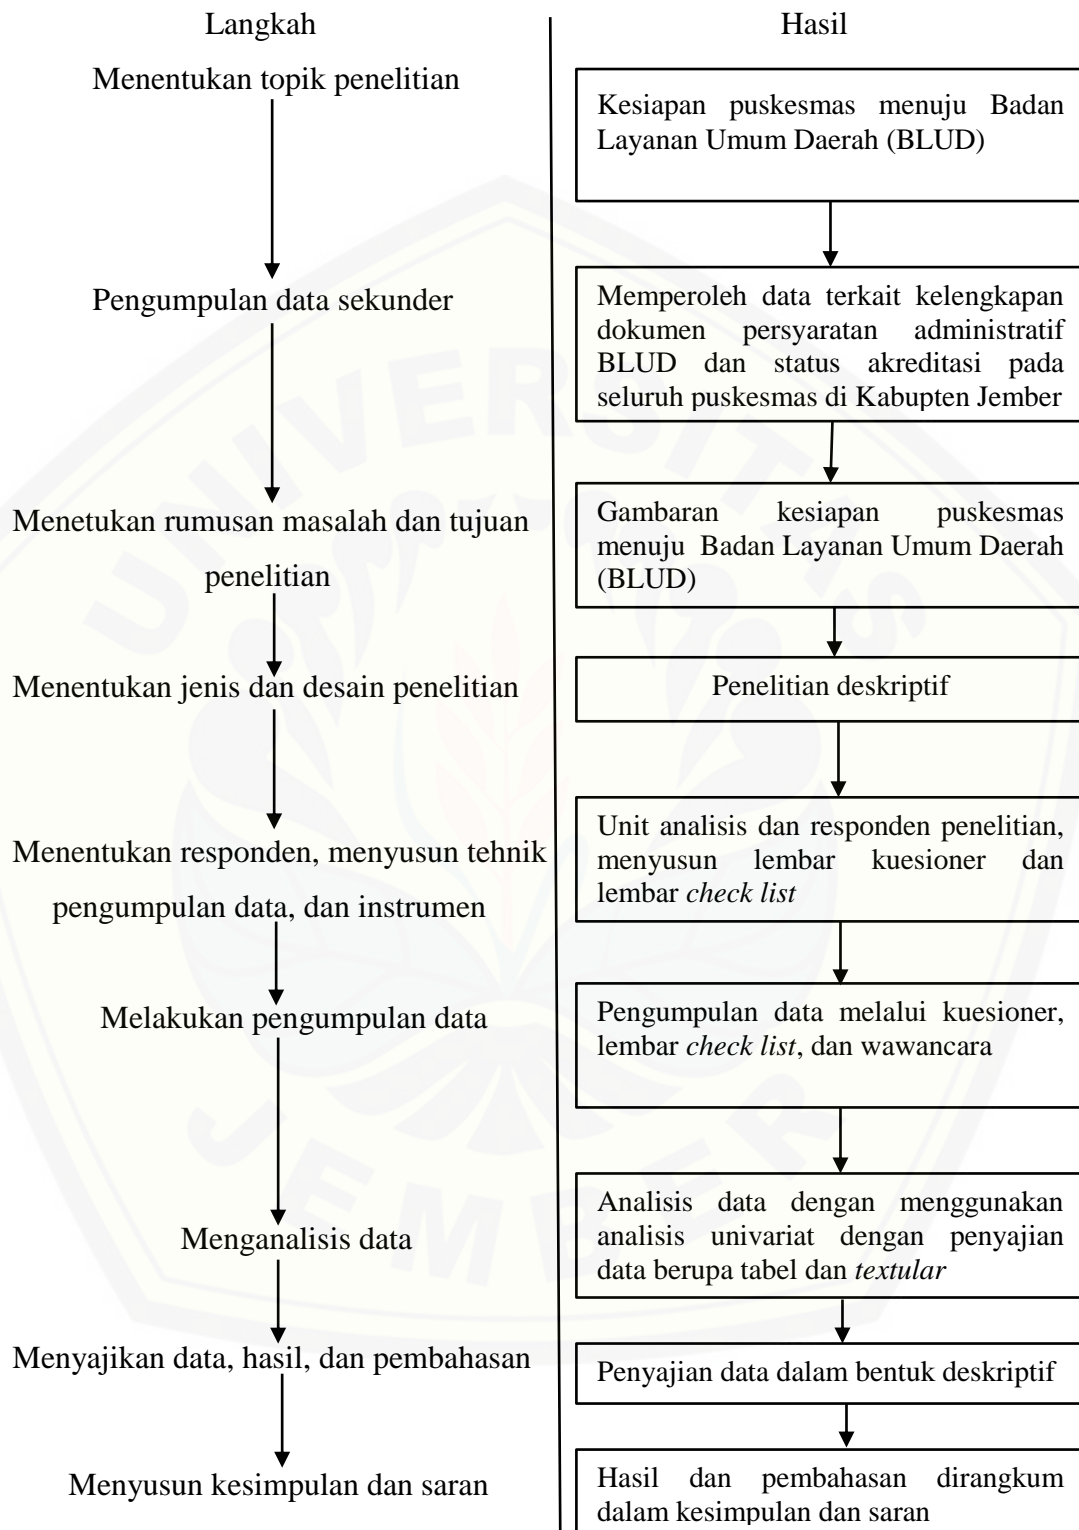 Langkah
Hasil
Menentukan topik penelitian
Kesiapan puskesmas menuju Badan
Layanan Umum Daerah (BLUD)
Pengumpulan data sekunder
Memperoleh data terkait kelengkapan
dokumen persyaratan administratif
BLUD dan status akreditasi pada
seluruh puskesmas di Kabupten Jember
Menetukan rumusan masalah dan tujuan
penelitian
Gambaran kesiapan puskesmas
menuju Badan Layanan Umum Daerah
(BLUD)
Menentukan jenis dan desain penelitian
Penelitian deskriptif
Menentukan responden, menyusun tehnik
pengumpulan data, dan instrumen
Unit analisis dan responden penelitian,
menyusun lembar kuesioner dan
lembar check list
Melakukan pengumpulan data
Pengumpulan data melalui kuesioner,
lembar check list, dan wawancara
Menganalisis data
Analisis data dengan menggunakan
analisis univariat dengan penyajian
data berupa tabel dan textular
Menyajikan data, hasil, dan pembahasan
Penyajian data dalam bentuk deskriptif
Menyusun kesimpulan dan saran
Hasil dan pembahasan dirangkum
dalam kesimpulan dan saran
UNIVERSITAS
JEMBER